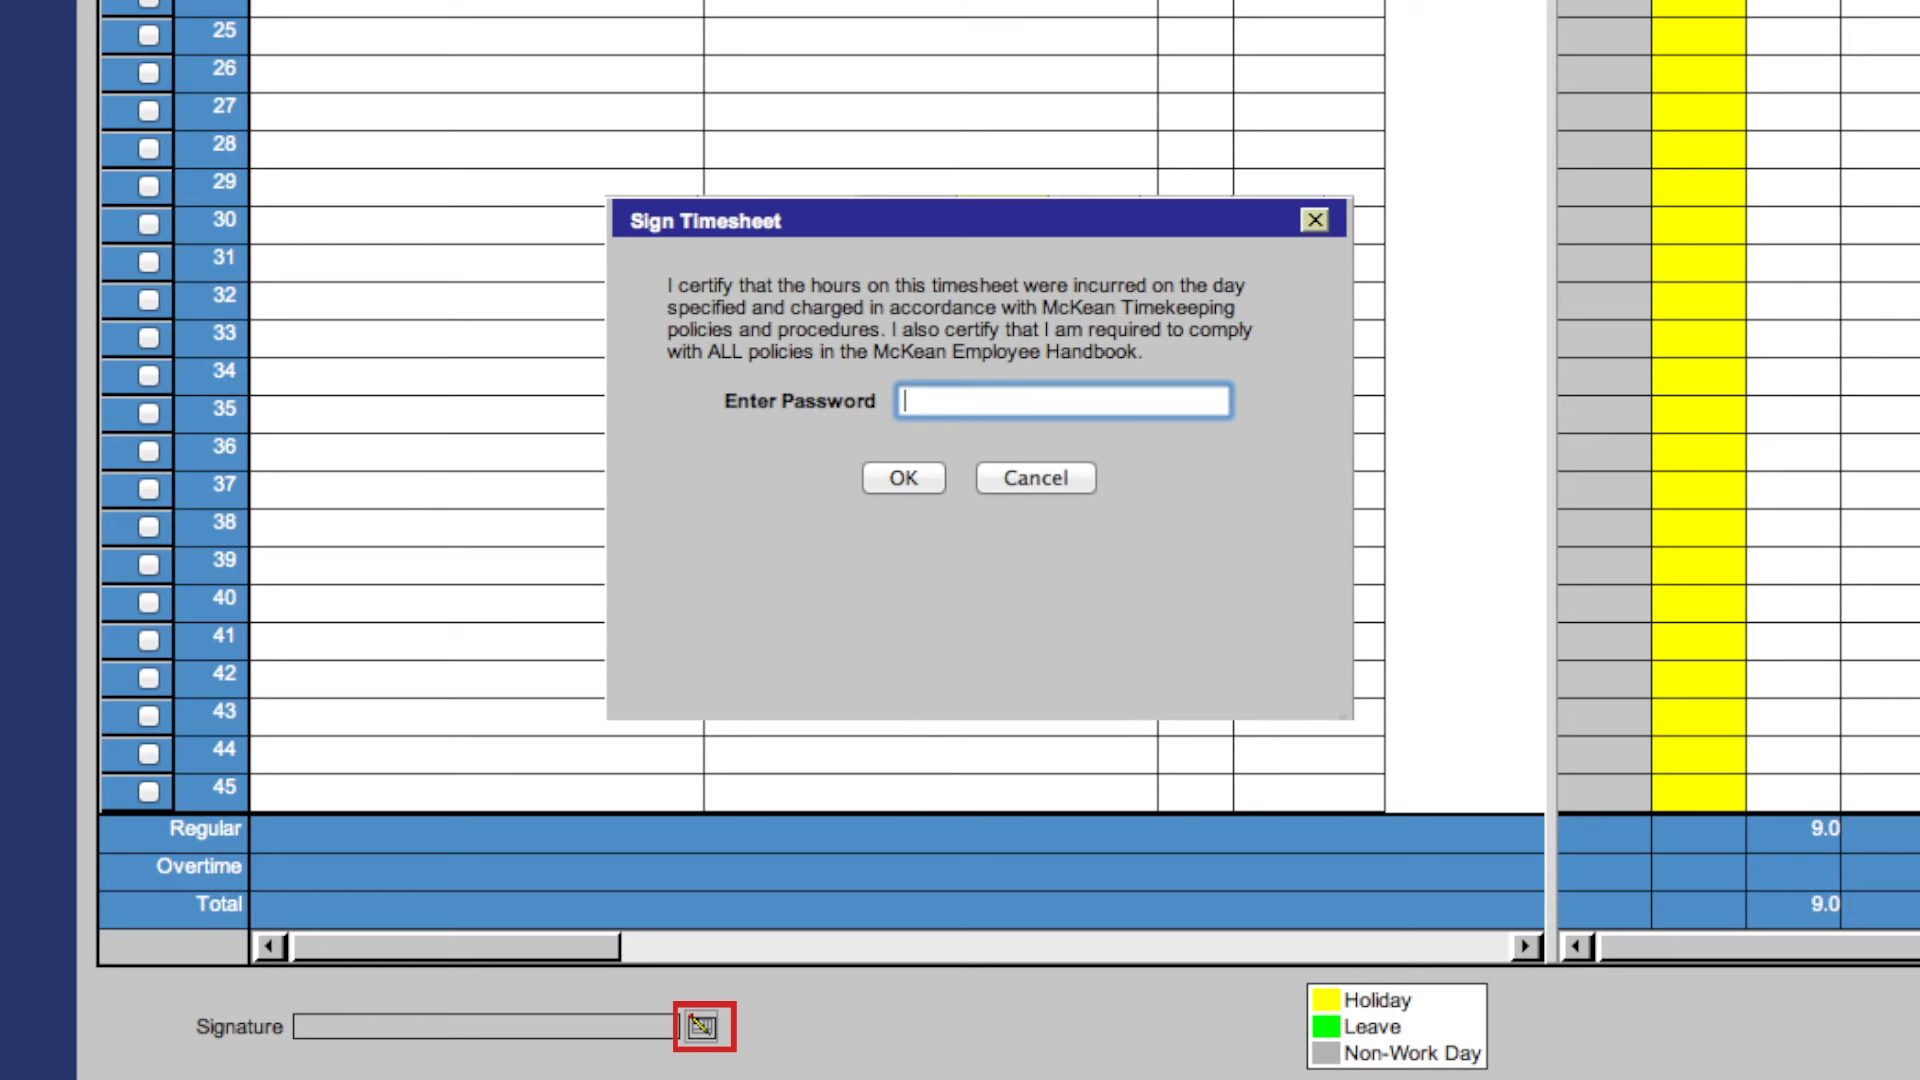 25
26
27
28
29
30
31
32
33
34
35
36
37
38
39
40
41
42
43
44
45
Sign Timesheet
I certify that the hours on this timesheet were incurred on the day
specified and charged in accordance with McKean Timekeeping
policies and procedures. I also certify that I am required to comply
with ALL policies in the McKean Employee Handbook.
Enter Password
OK Cancel
Regular 9.0
Overtime
Total 9.0
Signature
Holiday
Leave
Non-Work Day